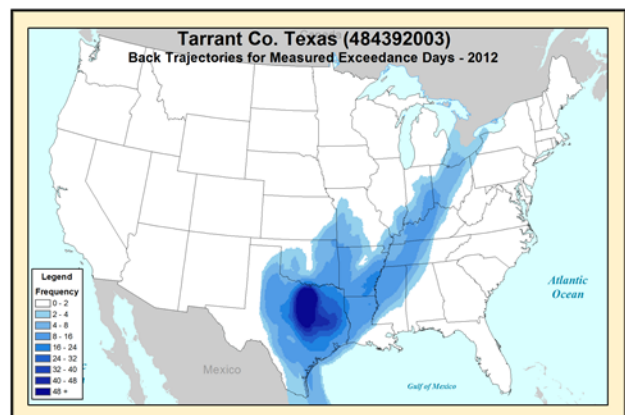 Tarrant Co. Texas (484392003)
Canada
Back Trajectories for Measured Exceedance Days - 2012
Legend
Frequency
0 - 2
2 - 4
4 - 8
8 - 16
16 - 24
24 - 32
32 - 40
40 - 48
48 +
Atlantic
Ocean
Mexico
Gulf of Mexico